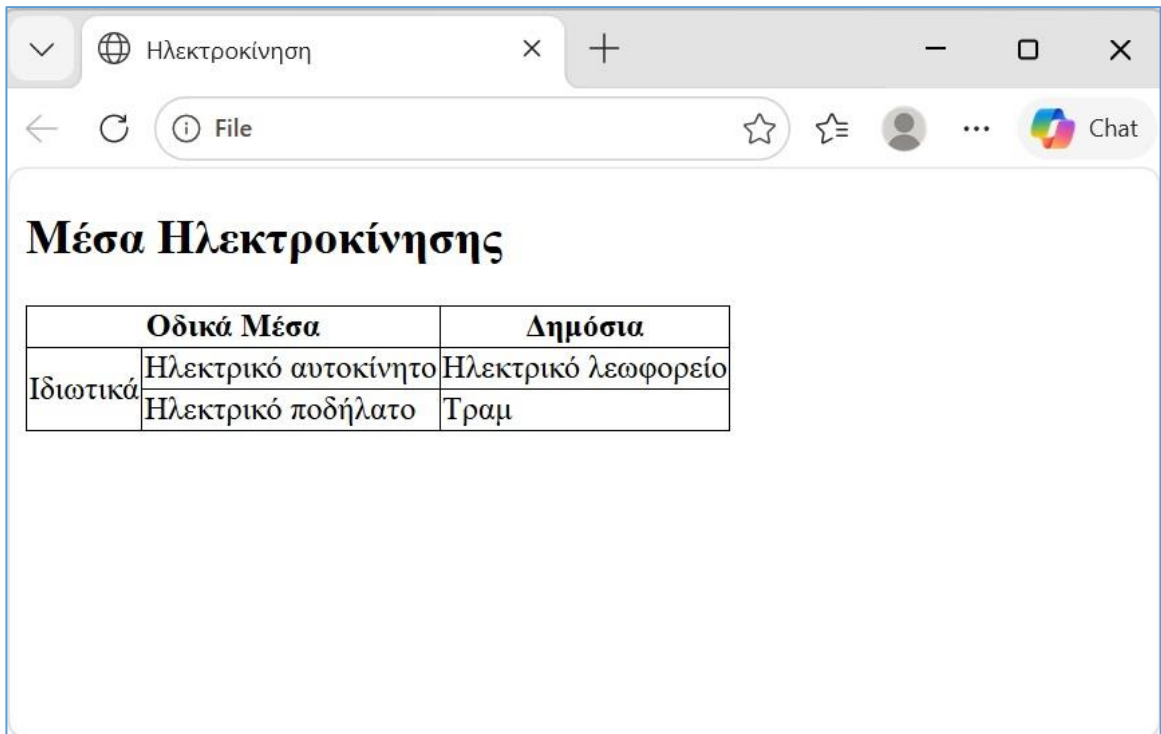 Ηλεκτροκίνηση
File
Chat
Μέσα Ηλεκτροκίνησης
Οδικά Μέσα Δημόσια
Ιδιωτικά Ηλεκτρικό αυτοκίνητο Ηλεκτρικό λεωφορείο
Ηλεκτρικό ποδήλατο Τραμ